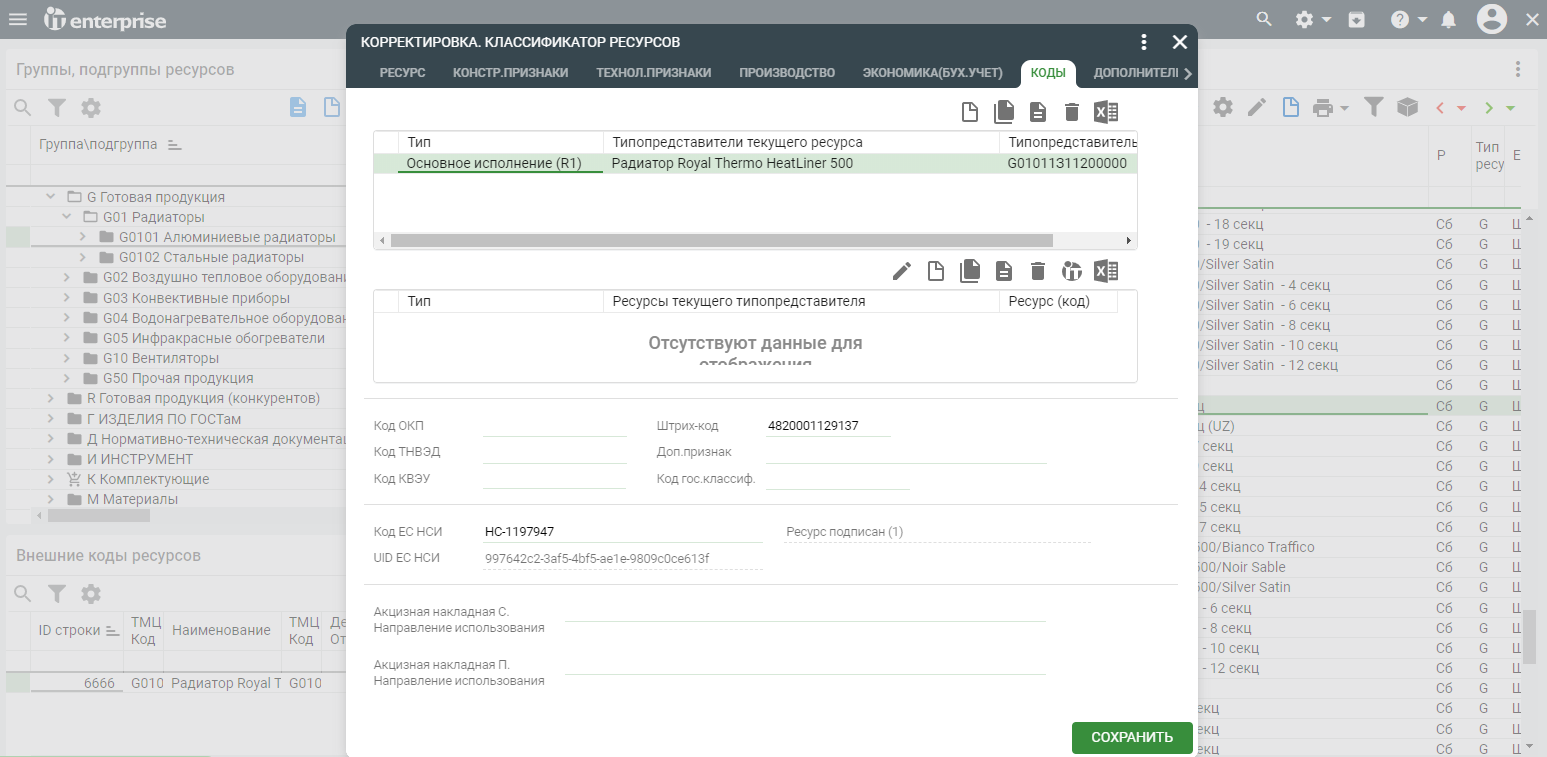 enterprise
Группы, подгруппы ресурсов
Группа\подгруппа
G Готовая продукция
G01 Радиаторы
G0101 Алюминиевые радиаторы
G0102 Стальные радиаторы
G02 Воздушно тепловое оборудовани
G03 Конвективные приборы
G04 Водонагревательное оборудован
G05 Инфракрасные обогреватели
G10 Вентиляторы
G50 Прочая продукция
R Готовая продукция (конкурентов)
Г ИЗДЕЛИЯ ПО ГОСТам
Д Нормативно-техническая документац
И ИНСТРУМЕНТ
К Комплектующие
М Материалы
Внешние коды ресурсов
ID строки ТМЦ Код Наименование ТМЦ Код Де От
6666 G010 Радиатор Royal T G010
КОРРЕКТИРОВКА. КЛАССИФИКАТОР РЕСУРСОВ
РЕСУРС КОНСТР.ПРИЗНАКИ ТЕХНОЛ.ПРИЗНАКИ ПРОИЗВОДСТВО ЭКОНОМИКА(БУХ.УЧЕТ) КОДЫ ДОПОЛНИТЕЛ
Тип Типопредставители текущего ресурса Типопредставитель
Основное исполнение (R1) Радиатор Royal Thermo HeatLiner 500 G01011311200000
Тип Ресурсы текущего типопредставителя Ресурс (код)
Отсутствуют данные для
отображения
Код ОКП Штрих-код 4820001129137
Код ТНВЭД Доп.признак
Код КВЭУ Код гос.классиф.
Код ЕС НСИ НС-1197947 Ресурс подписан (1)
UID ЕС НСИ 997642c2-3af5-4bf5-ae1e-9809c0ce613f
Акцизная накладная С.
Направление использования
Акцизная накладная П.
Направление использования
СОХРАНИТЬ
Р Тип ресу Е
- 18 секц Сб G Ш
- 19 секц Сб G Ш
/Silver Satin Сб G Ш
/Silver Satin - 4 секц Сб G Ш
/Silver Satin - 6 секц Сб G Ш
/Silver Satin - 8 секц Сб G Ш
/Silver Satin - 10 секц Сб G Ш
/Silver Satin - 12 секц Сб G Ш
Сб G Ш
ц Сб G Ш
ц (UZ) Сб G Ш
секц Сб G Ш
секц Сб G Ш
4 секц Сб G Ш
5 секц Сб G Ш
7 секц Сб G Ш
500/Bianco Traffico Сб G Ш
500/Noir Sable Сб G Ш
500/Silver Satin Сб G Ш
- 6 секц Сб G Ш
- 8 секц Сб G Ш
- 10 секц Сб G Ш
- 12 секц Сб G Ш
Сб G Ш
екц Сб G Ш
екц Сб G Ш
екц Сб G Ш